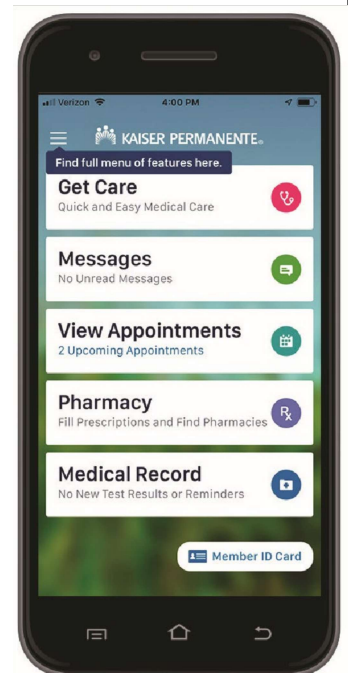 Verizon 4:00 PM
KAISER PERMANENTE®
Find full menu of features here.
Get Care
Quick and Easy Medical Care
Messages
No Unread Messages
View Appointments
2 Upcoming Appointments
Pharmacy
Fill Prescriptions and Find Pharmacies
Rx
Medical Record
No New Test Results or Reminders
Member ID Card